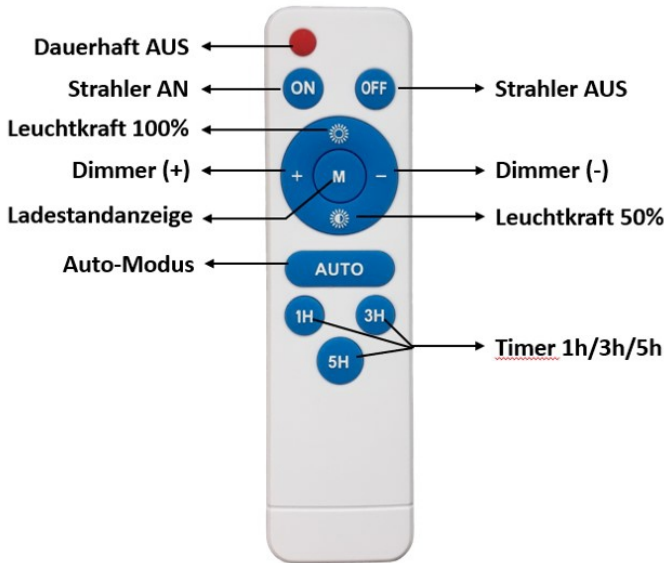 Dauerhaft AUS
Strahler AN
ON
OFF
Strahler AUS
Leuchtkraft 100%
Dimmer (+)
+
M
−
Dimmer (-)
Ladestandanzeige
Leuchtkraft 50%
Auto-Modus
AUTO
1H
3H
Timer 1h/3h/5h
5H